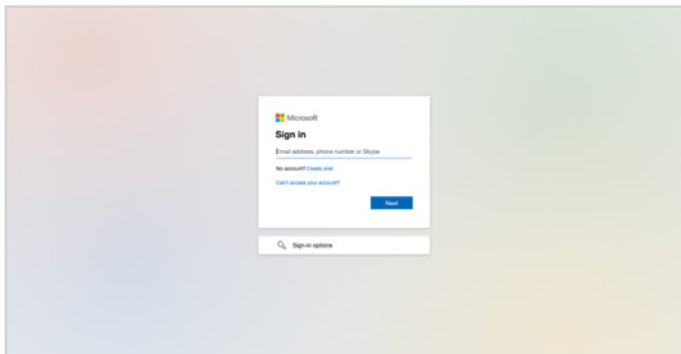 Microsoft
Sign in
Email address, phone number or Skype
No account? Create one!
Can't access your account?
Next
Sign-in options